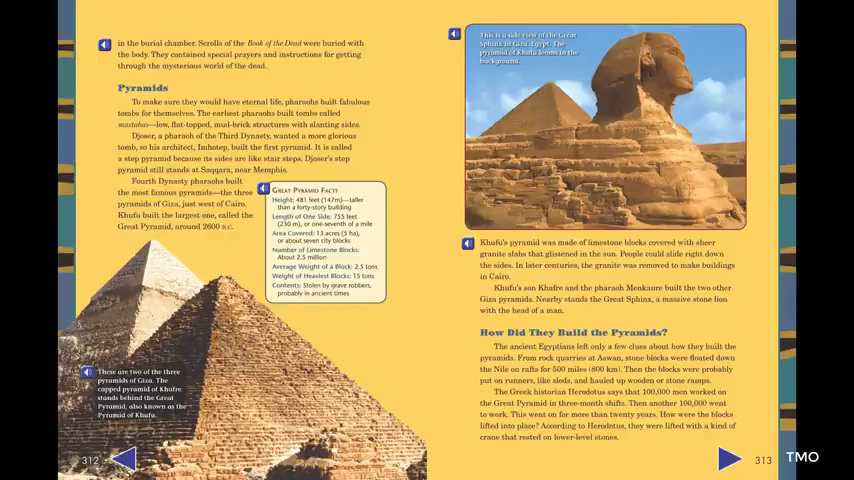 in the burial chamber. Scrolls of the Book of the Dead were buried with
the body. They contained special prayers and instructions for getting
through the mysterious world of the dead.
Pyramids
To make sure they would have eternal life, pharaohs built fabulous
tombs for themselves. The earliest pharaohs built tombs called
mastabas—low, flat-topped, mud-brick structures with slanting sides.
Djoser, a pharaoh of the Third Dynasty, wanted a more glorious
tomb, so his architect, Imhotep, built the first pyramid. It is called
a step pyramid because its sides are like stair steps. Djoser's step
pyramid still stands at Saqqara, near Memphis.
Fourth Dynasty pharaohs built
the most famous pyramids—the three
pyramids of Giza, just west of Cairo.
Khufu built the largest one, called the
Great Pyramid, around 2600 B.C.
GREAT PYRAMID FACTS
Height: 481 feet (147m)—taller
than a forty-story building
Length of One Side: 755 feet
(230 m), or one-seventh of a mile
Area Covered: 13 acres (5 ha),
or about seven city blocks
Number of Limestone Blocks:
About 2.5 million
Average Weight of a Block: 2.5 tons
Weight of Heaviest Blocks: 15 tons
Contents: Stolen by grave robbers,
probably in ancient times
These are two of the three
pyramids of Giza. The
capped pyramid of Khafre
stands behind the Great
Pyramid, also known as the
Pyramid of Khufu.
312
This is a side view of the Great
Sphinx in Giza, Egypt. The
pyramid of Khufu looms in the
background.
Khufu's pyramid was made of limestone blocks covered with sheer
granite slabs that glistened in the sun. People could slide right down
the sides. In later centuries, the granite was removed to make buildings
in Cairo.
Khufu's son Khafre and the pharaoh Menkaure built the two other
Giza pyramids. Nearby stands the Great Sphinx, a massive stone lion
with the head of a man.
How Did They Build the Pyramids?
The ancient Egyptians left only a few clues about how they built the
pyramids. From rock quarries at Aswan, stone blocks were floated down
the Nile on rafts for 500 miles (800 km). Then the blocks were probably
put on runners, like sleds, and hauled up wooden or stone ramps.
The Greek historian Herodotus says that 100,000 men worked on
the Great Pyramid in three-month shifts. Then another 100,000 went
to work. This went on for more than twenty years. How were the blocks
lifted into place? According to Herodotus, they were lifted with a kind of
crane that rested on lower-level stones.
313
TMO